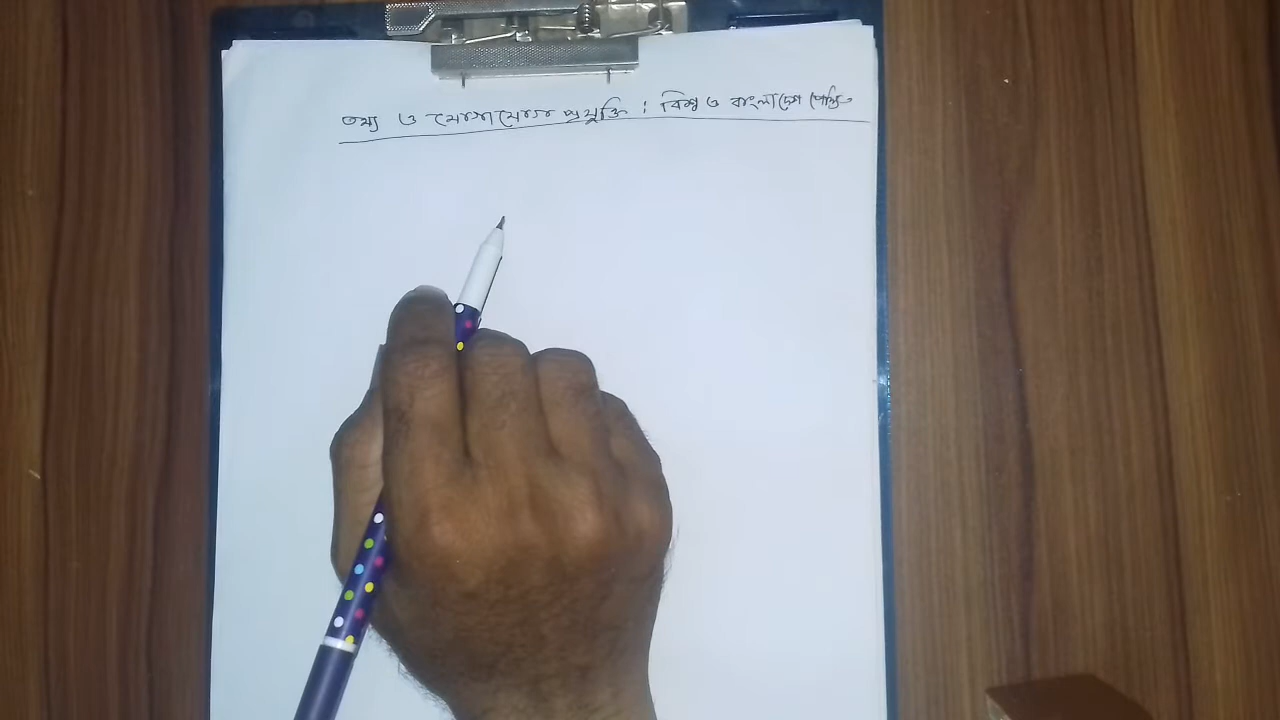 তথ্য ও যোগাযোগ প্রযুক্তি : বিশ্ব ও বাংলাদেশ প্রেক্ষিত